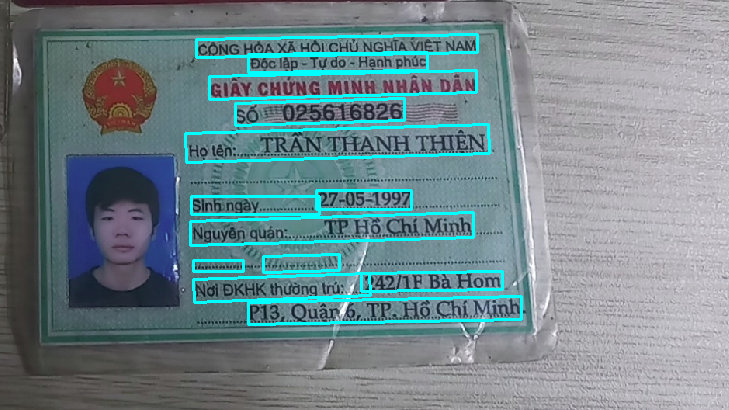 CỘNG HÒA XÃ HỘI CHỦ NGHĨA VIỆT NAM
Độc lập - Tự do - Hạnh phúc
GIẤY CHỨNG MINH NHÂN DÂN
SỐ 025616826
Họ tên: TRẦN THANH THIÊN
Sinh ngày 27-05-1997
Nguyên quán: TP Hồ Chí Minh
Nơi ĐKHK thường trú: 242/1F Bà Hom
P13, Quận 6, TP. Hồ Chí Minh